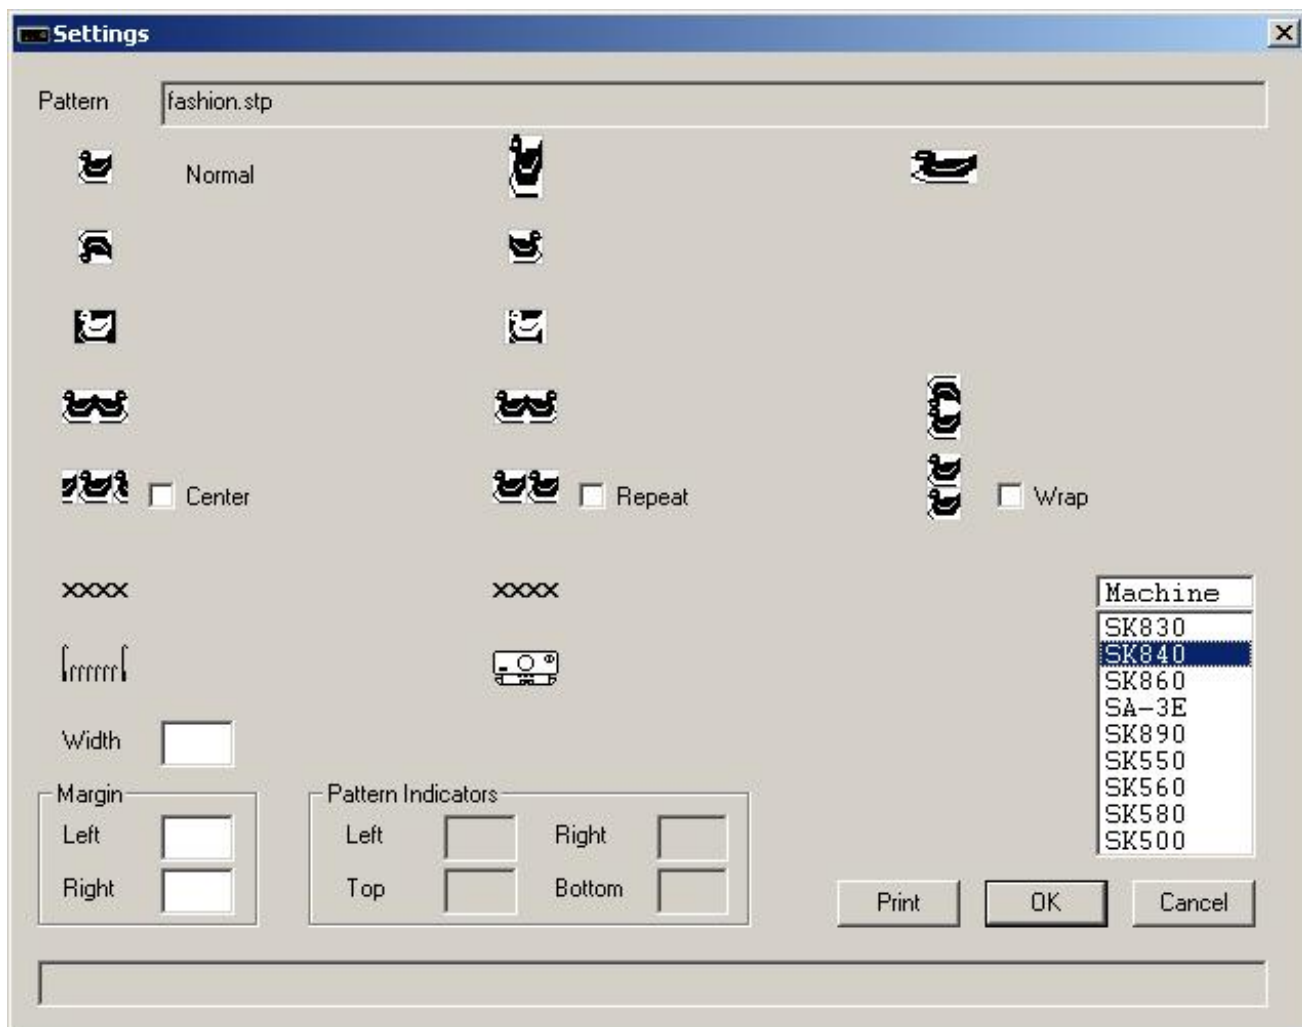 Settings
Pattern fashion.stp
Normal
Center Repeat Wrap
xxxx xxxx
Machine
SK830
SK840
SK860
SA-3E
SK890
SK550
SK560
SK580
SK500
Width
Margin Pattern Indicators
Left Left Right
Right Top Bottom
Print OK Cancel